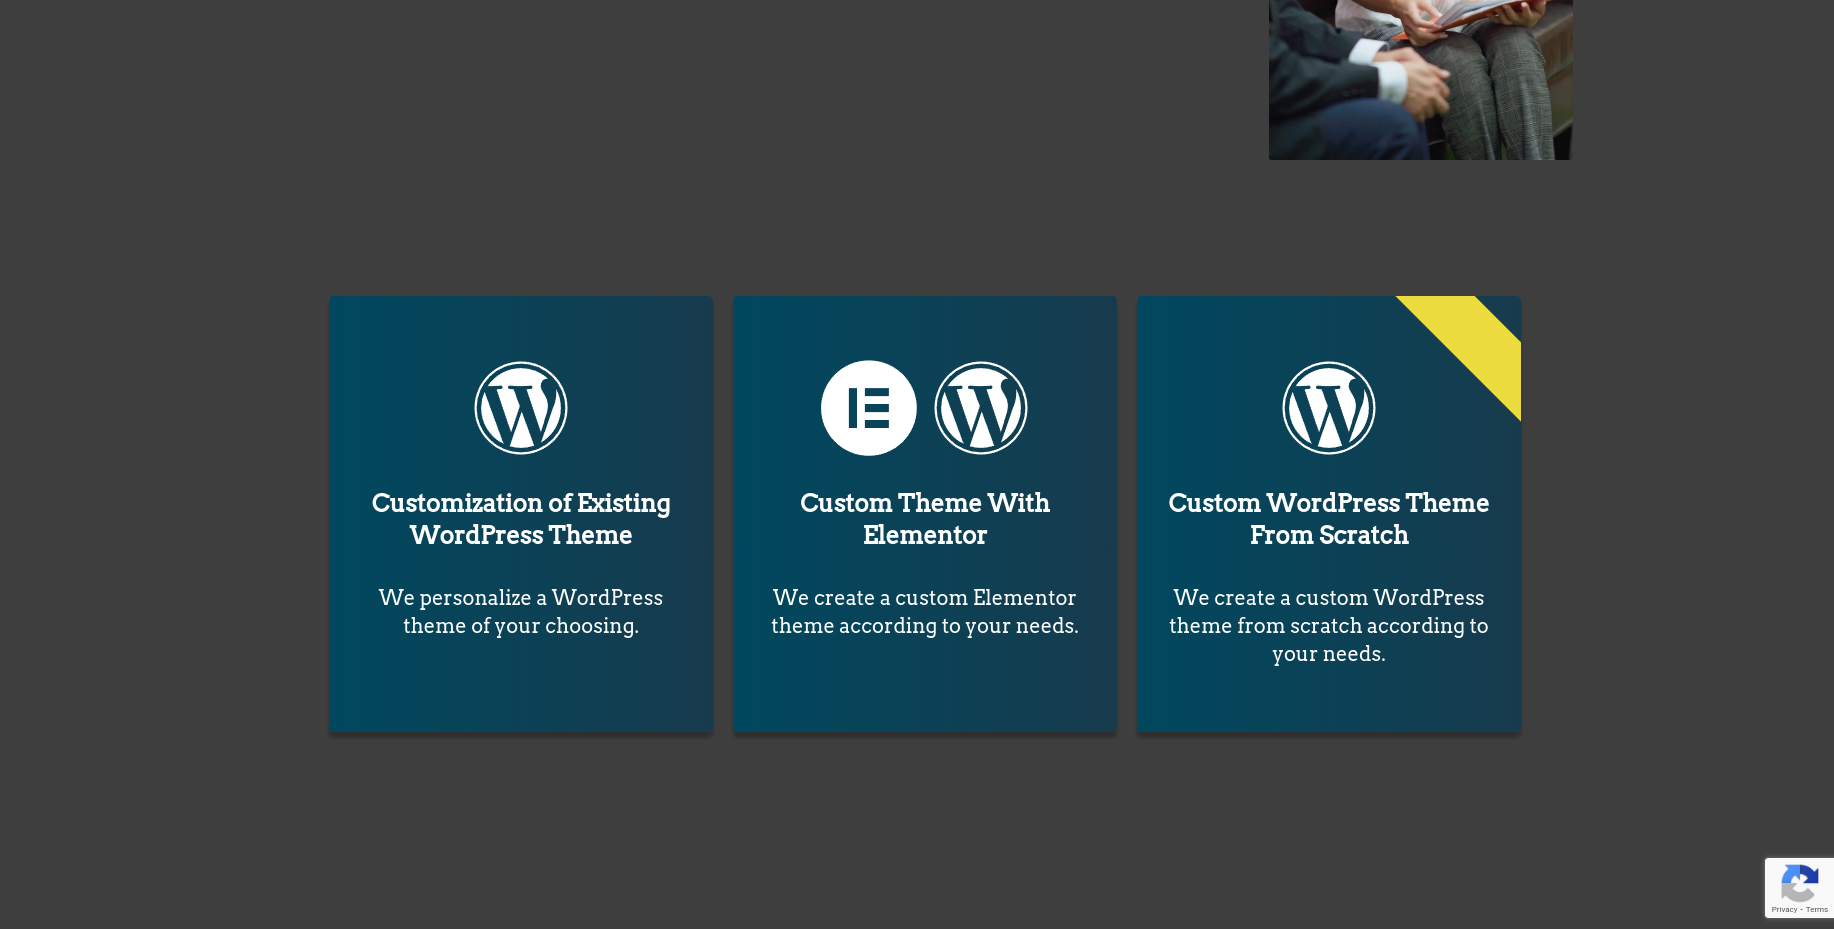 Customization of Existing
WordPress Theme
We personalize a WordPress
theme of your choosing.
Custom Theme With
Elementor
We create a custom Elementor
theme according to your needs.
Custom WordPress Theme
From Scratch
We create a custom WordPress
theme from scratch according to
your needs.
Privacy - Terms